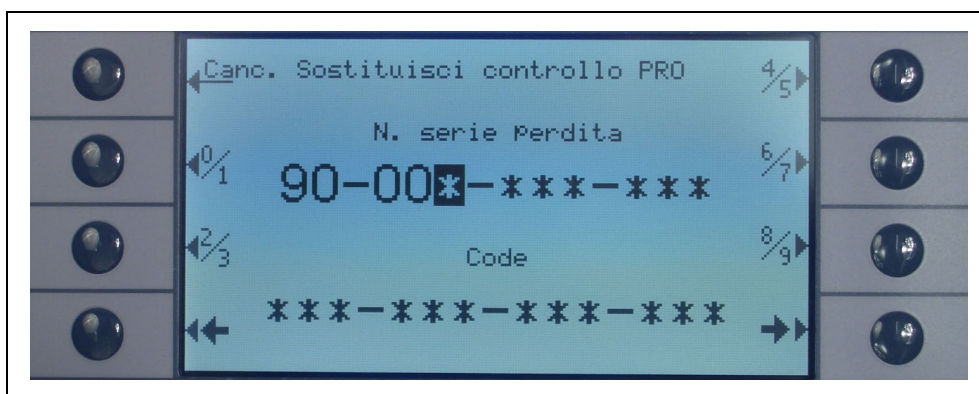 Canc. Sostituisci controllo PRO 4/5
N. serie Perdita
0/1 6/7
90-00*-***-***
2/3 Code 8/9
***-***-***-***